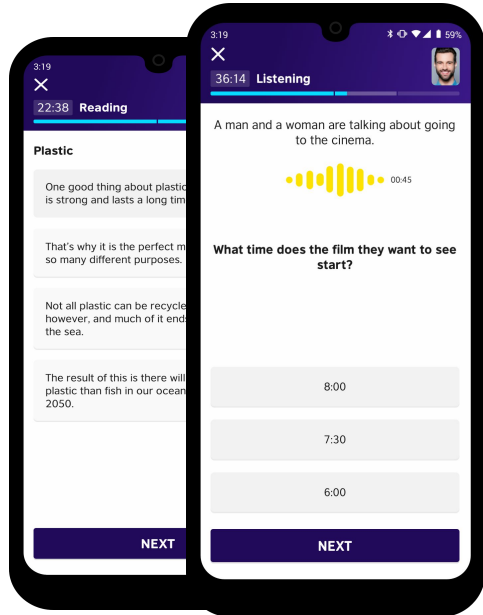 3:19
22:38 Reading
Plastic
One good thing about plastic
is strong and lasts a long tim
That's why it is the perfect m
so many different purposes.
Not all plastic can be recycle
however, and much of it ends
the sea.
The result of this is there will
plastic than fish in our ocean
2050.
NEXT
3:19 59%
36:14 Listening
A man and a woman are talking about going
to the cinema.
00:45
What time does the film they want to see
start?
8:00
7:30
6:00
NEXT